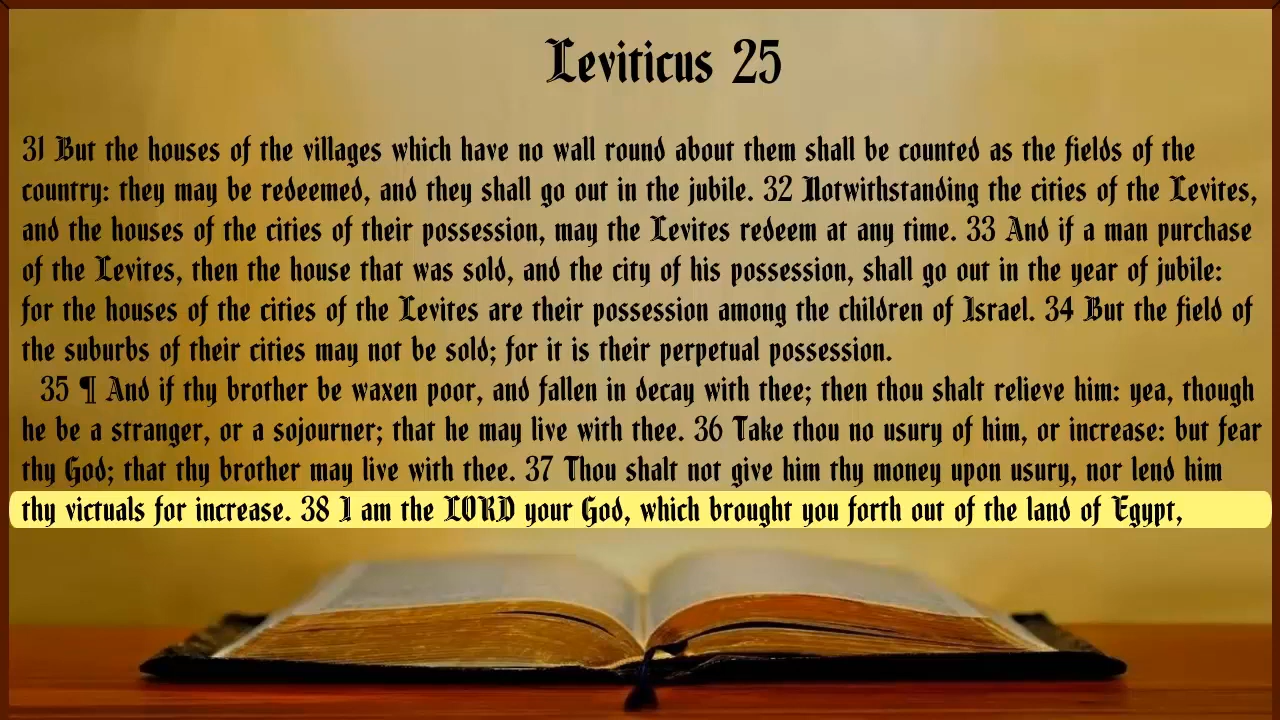 Leviticus 25
31 But the houses of the villages which have no wall round about them shall be counted as the fields of the
country: they may be redeemed, and they shall go out in the jubile. 32 Notwithstanding the cities of the Levites,
and the houses of the cities of their possession, may the Levites redeem at any time. 33 And if a man purchase
of the Levites, then the house that was sold, and the city of his possession, shall go out in the year of jubile:
for the houses of the cities of the Levites are their possession among the children of Israel. 34 But the field of
the suburbs of their cities may not be sold; for it is their perpetual possession.
35 ¶ And if thy brother be waxen poor, and fallen in decay with thee; then thou shalt relieve him: yea, though
he be a stranger, or a sojourner; that he may live with thee. 36 Take thou no usury of him, or increase: but fear
thy God; that thy brother may live with thee. 37 Thou shalt not give him thy money upon usury, nor lend him
thy victuals for increase. 38 I am the LORD your God, which brought you forth out of the land of Egypt,